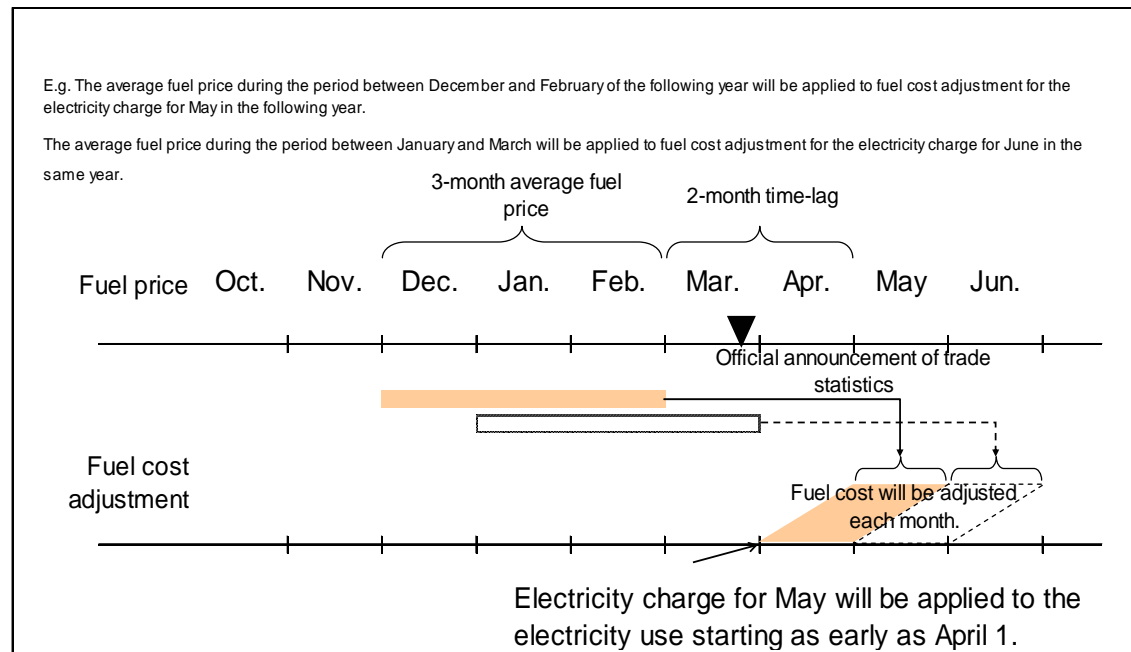 E.g. The average fuel price during the period between December and February of the following year will be applied to fuel cost adjustment for the
electricity charge for May in the following year.
The average fuel price during the period between January and March will be applied to fuel cost adjustment for the electricity charge for June in the
same year.
3-month average fuel
price
2-month time-lag
Fuel price Oct. Nov. Dec. Jan. Feb. Mar. Apr. May Jun.
Official announcement of trade
statistics
Fuel cost
adjustment
Fuel cost will be adjusted
each month.
Electricity charge for May will be applied to the
electricity use starting as early as April 1.